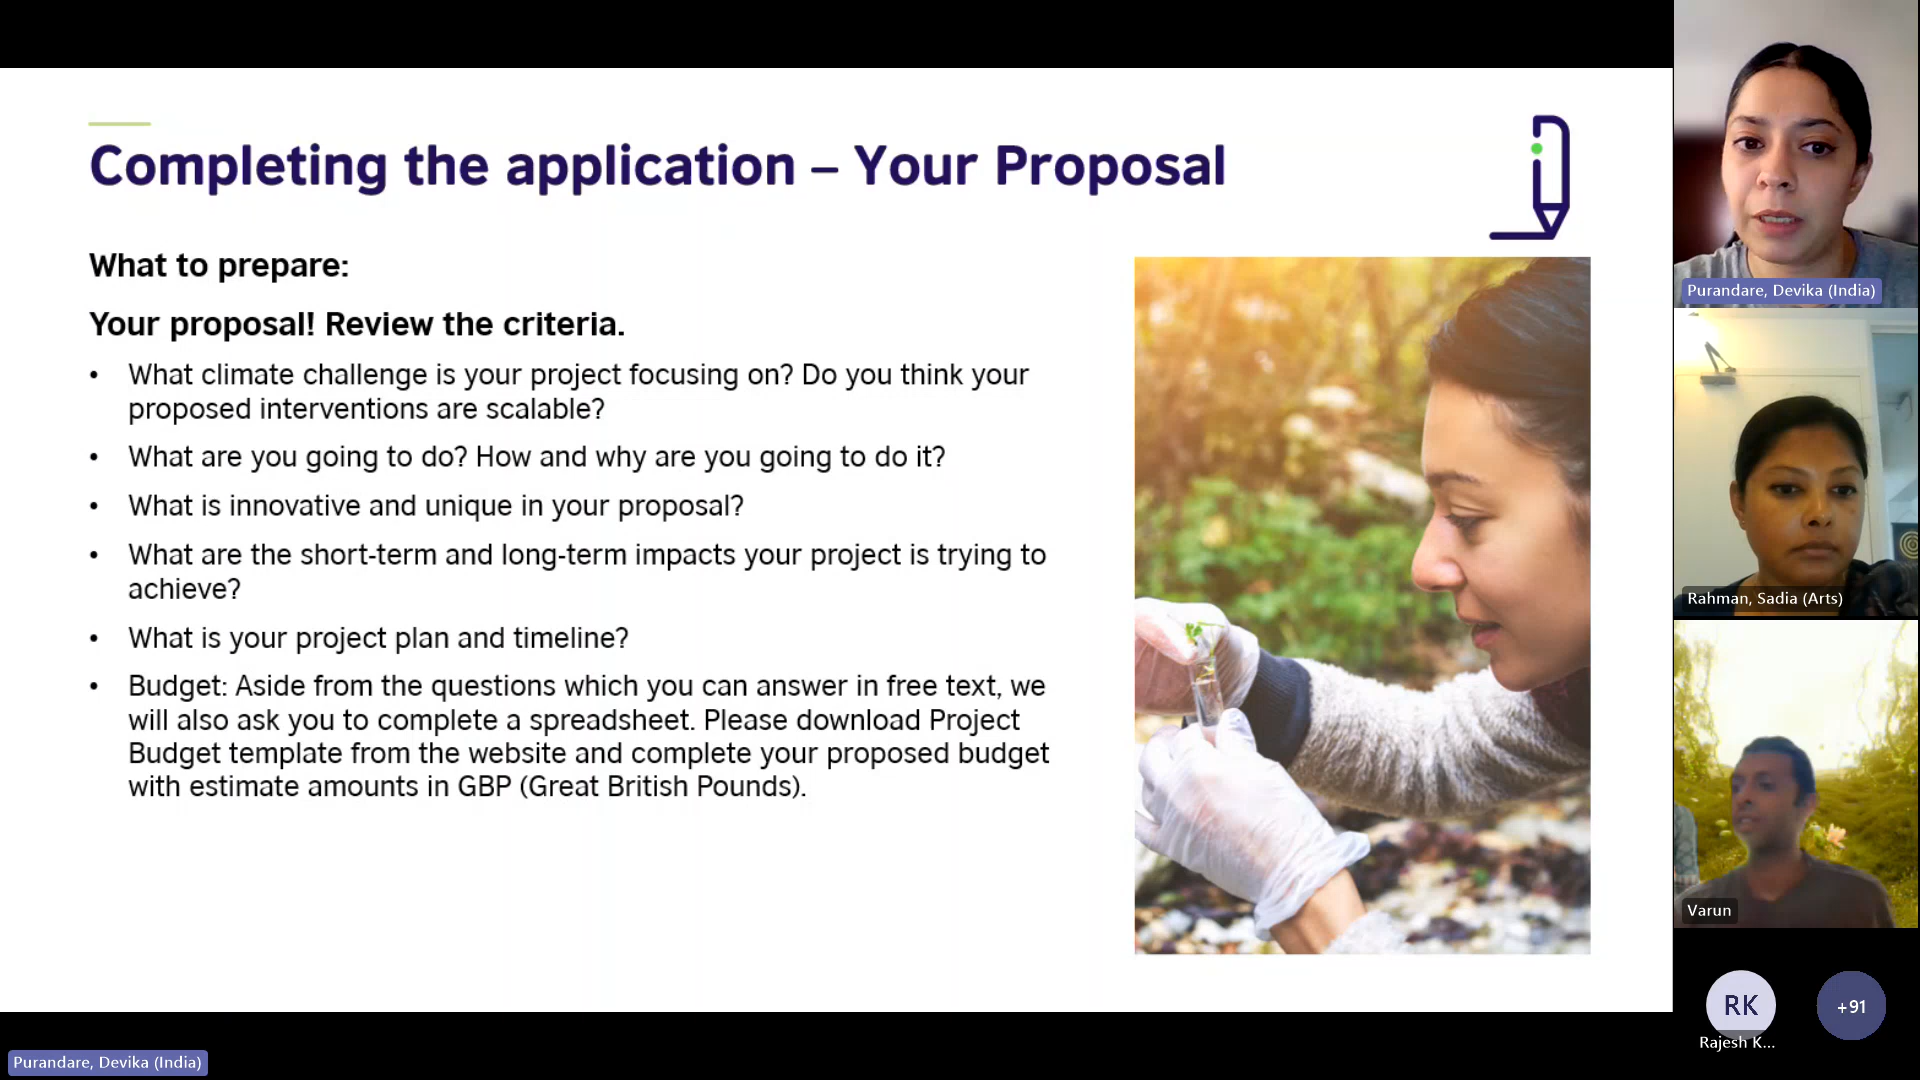 Completing the application – Your Proposal
What to prepare:
Your proposal! Review the criteria.
• What climate challenge is your project focusing on? Do you think your
proposed interventions are scalable?
• What are you going to do? How and why are you going to do it?
• What is innovative and unique in your proposal?
• What are the short-term and long-term impacts your project is trying to
achieve?
• What is your project plan and timeline?
• Budget: Aside from the questions which you can answer in free text, we
will also ask you to complete a spreadsheet. Please download Project
Budget template from the website and complete your proposed budget
with estimate amounts in GBP (Great British Pounds).
Purandare, Devika (India)
Purandare, Devika (India)
Rahman, Sadia (Arts)
Varun
RK
Rajesh K...
+91